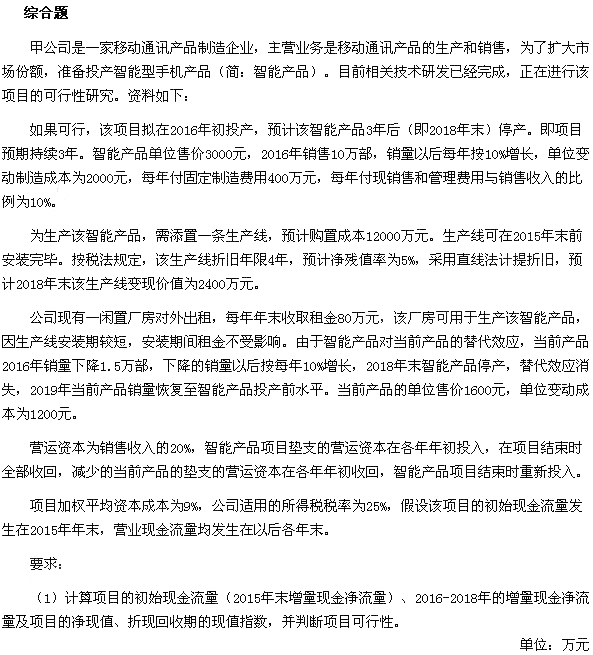 综合题
甲公司是一家移动通讯产品制造企业，主营业务是移动通讯产品的生产和销售，为了扩大市
场份额，准备投产智能型手机产品（简：智能产品）。目前相关技术研发已经完成，正在进行该
项目的可行性研究。资料如下：
如果可行，该项目拟在2016年初投产，预计该智能产品3年后（即2018年末）停产。即项目
预期持续3年。智能产品单位售价3000元，2016年销售10万部，销量以后每年按10%增长，单位变
动制造成本为2000元，每年付固定制造费用400万元，每年付现销售和管理费用与销售收入的比
例为10%。
为生产该智能产品，需添置一条生产线，预计购置成本12000万元。生产线可在2015年末前
安装完毕。按税法规定，该生产线折旧年限4年，预计净残值率为5%，采用直线法计提折旧，预
计2018年末该生产线变现价值为2400万元。
公司现有一闲置厂房对外出租，每年年末收取租金80万元，该厂房可用于生产该智能产品，
因生产线安装期较短，安装期间租金不受影响。由于智能产品对当前产品的替代效应，当前产品
2016年销量下降1.5万部，下降的销量以后按每年10%增长，2018年末智能产品停产，替代效应消
失，2019年当前产品销量恢复至智能产品投产前水平。当前产品的单位售价1600元，单位变动成
本为1200元。
营运资本为销售收入的20%，智能产品项目垫支的营运资本在各年年初投入，在项目结束时
全部收回，减少的当前产品的垫支的营运资本在各年年初收回，智能产品项目结束时重新投入。
项目加权平均资本成本为9%，公司适用的所得税税率为25%，假设该项目的初始现金流量发
生在2015年年末，营业现金流量均发生在以后各年末。
要求：
（1）计算项目的初始现金流量（2015年末增量现金净流量）、2016-2018年的增量现金净流
量及项目的净现值、折现回收期的现值指数，并判断项目可行性。
单位：万元